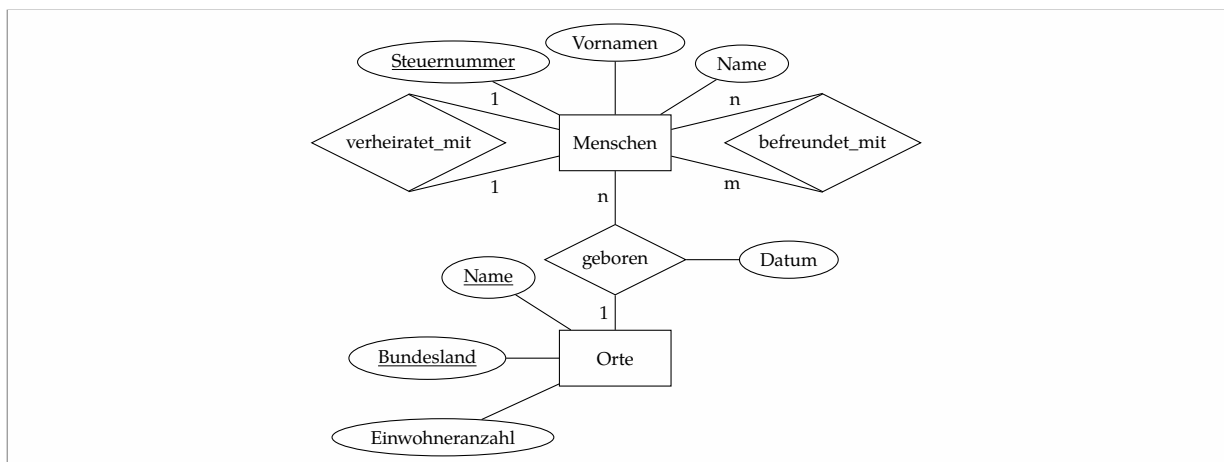 Vornamen
Steuernummer
Name
1
n
verheiratet_mit
Menschen
befreundet_mit
1
m
n
geboren
Datum
Name
1
Bundesland
Orte
Einwohneranzahl